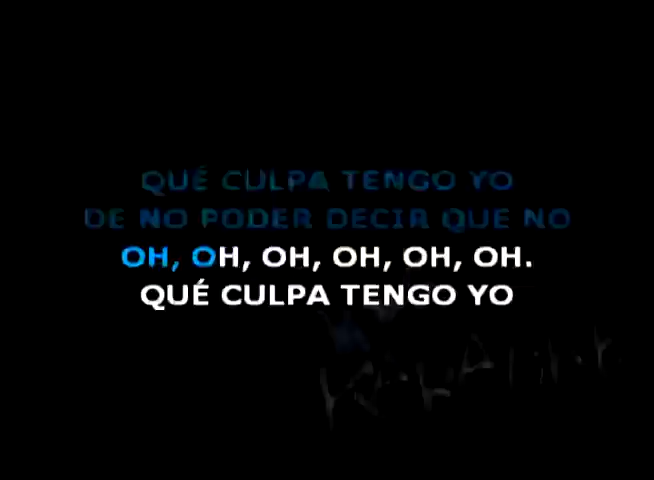 QUÉ CULPA TENGO YO
DE NO PODER DECIR QUE NO
OH, OH, OH, OH, OH, OH.
QUÉ CULPA TENGO YO